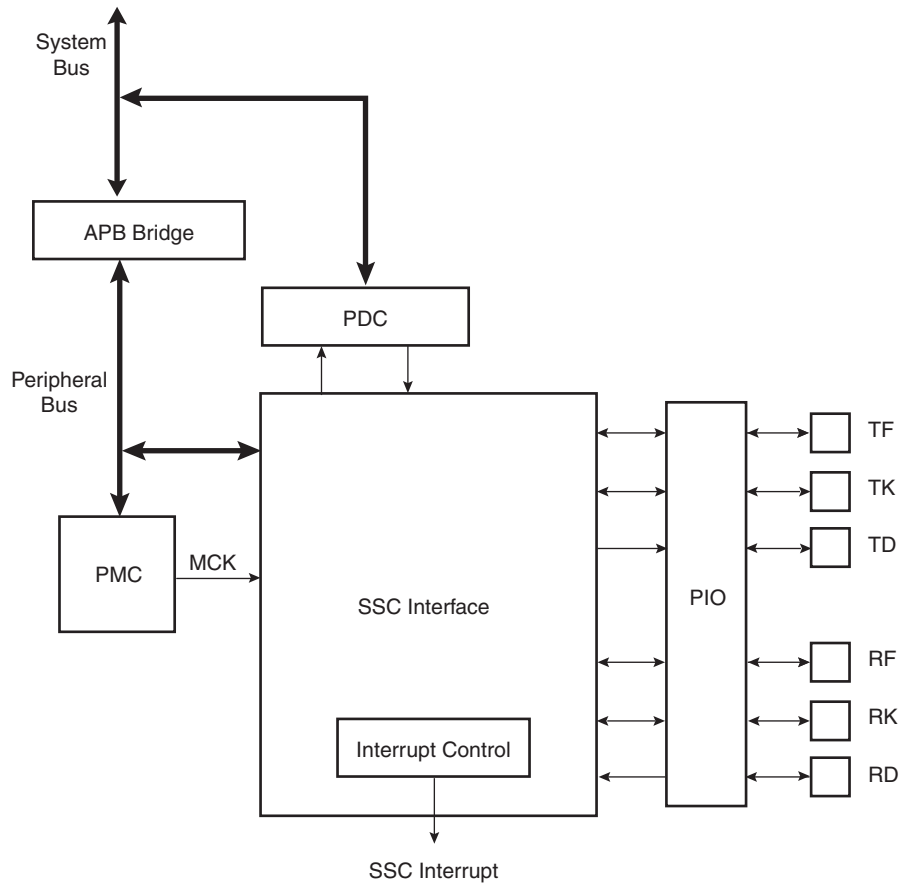 System
Bus
APB Bridge
PDC
Peripheral
Bus
TF
TK
TD
PMC
MCK
SSC Interface
PIO
RF
RK
RD
Interrupt Control
SSC Interrupt